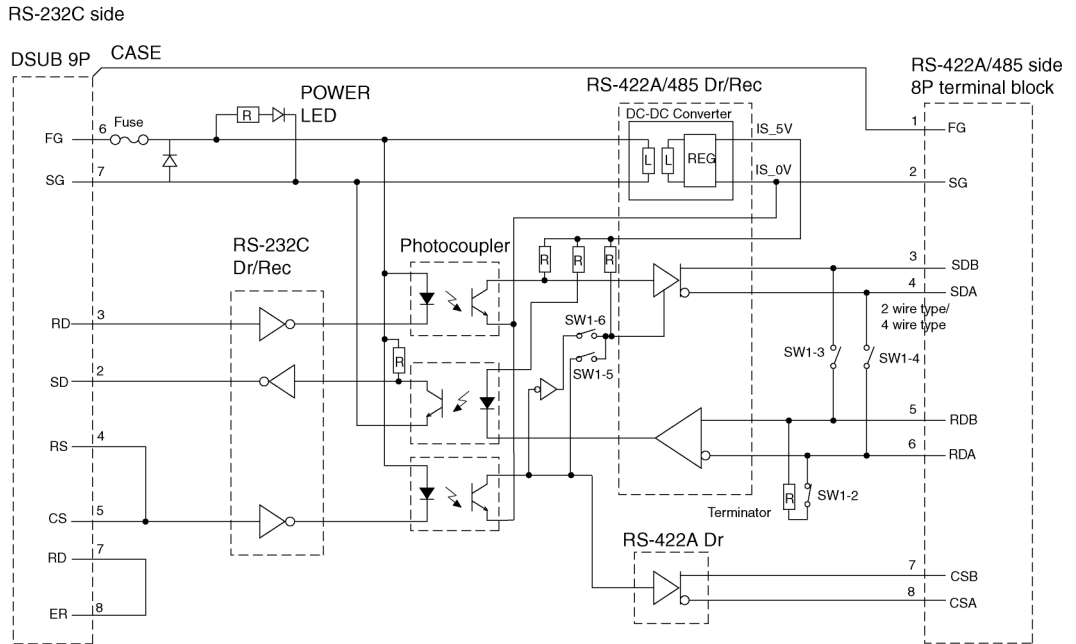 RS-232C side
DSUB 9P
CASE
RS-422A/485 side
8P terminal block
RS-422A/485 Dr/Rec
POWER
LED
R
DC-DC Converter
FG
6
Fuse
L
L
REG
IS_5V
1
FG
SG
7
IS_0V
2
SG
RS-232C
Dr/Rec
Photocoupler
R
R
R
3
SDB
4
SDA
2 wire type/
4 wire type
RD
3
SW1-6
SW1-3
SW1-4
R
SW1-5
SD
2
5
RDB
RS
4
6
RDA
R
SW1-2
Terminator
CS
5
RS-422A Dr
RD
7
7
CSB
ER
8
8
CSA